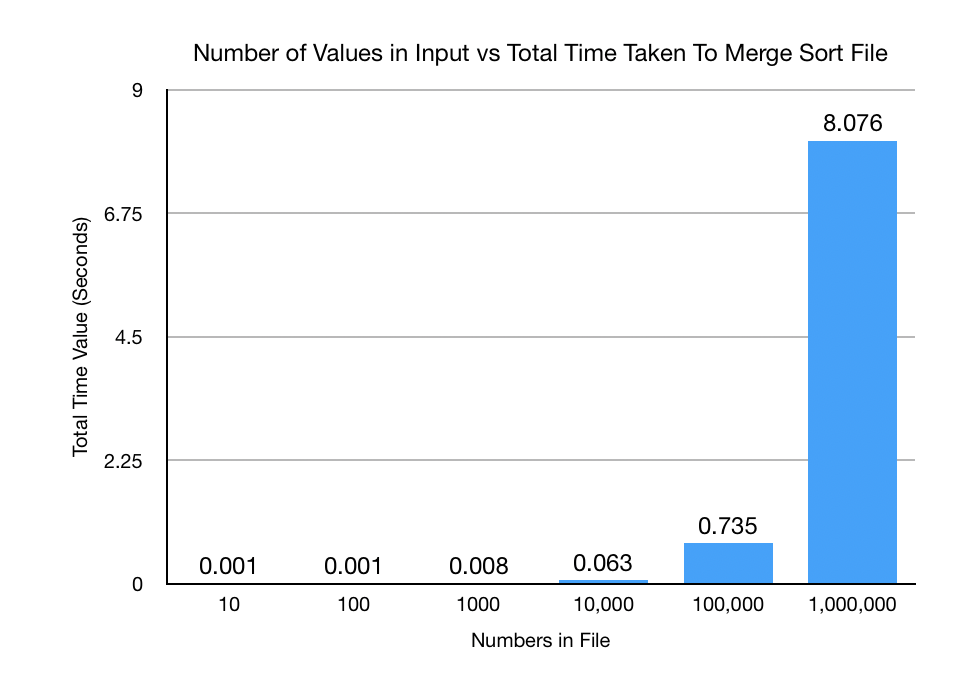 Number of Values in Input vs Total Time Taken To Merge Sort File
9
8.076
6.75
Total Time Value (Seconds)
4.5
2.25
0.735
0.001 0.001 0.008 0.063
0
10 100 1000 10,000 100,000 1,000,000
Numbers in File